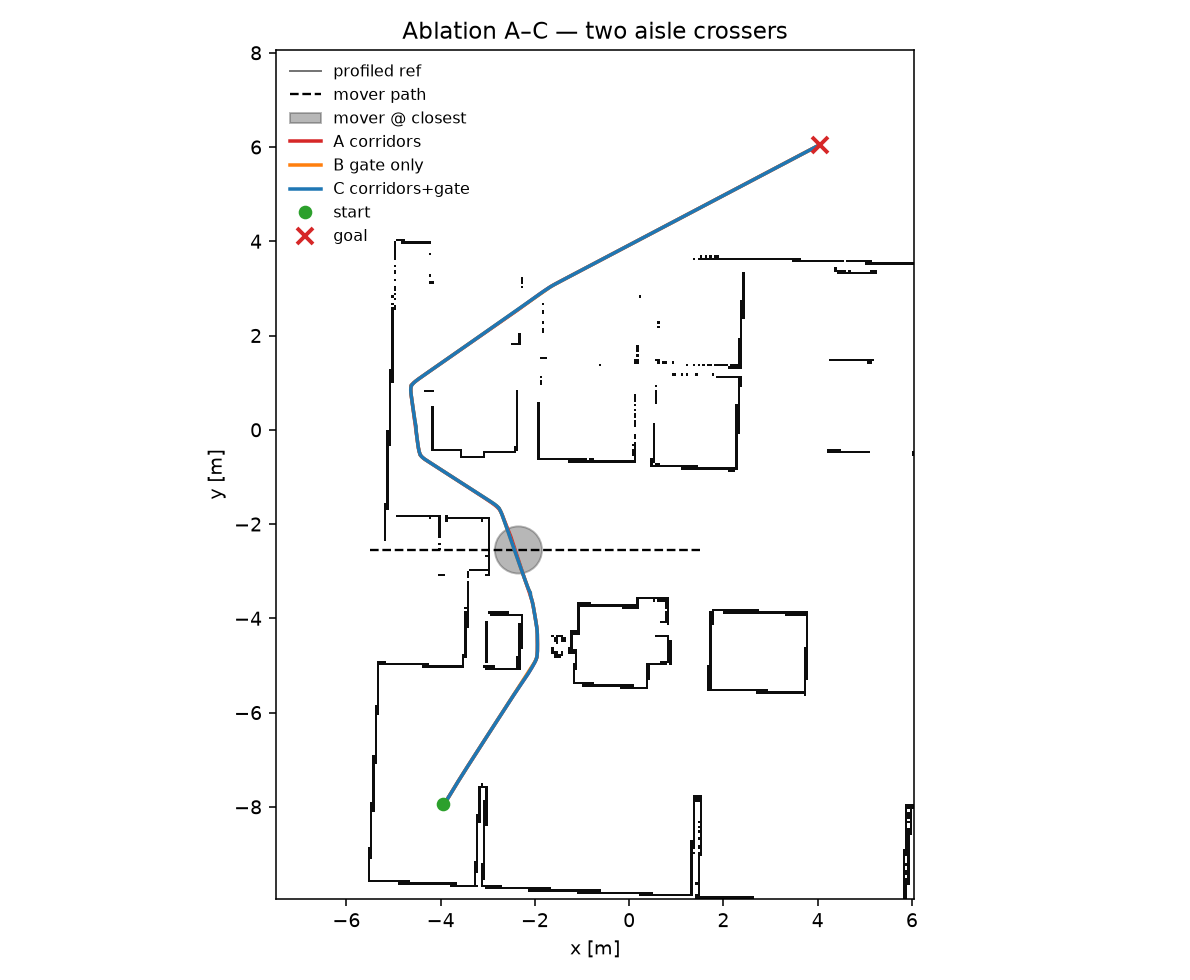 Ablation A–C — two aisle crossers
profiled ref
mover path
mover @ closest
A corridors
B gate only
C corridors+gate
start
goal
8
6
4
2
0
−2
−4
−6
−8
y [m]
−6
−4
−2
0
2
4
6
x [m]